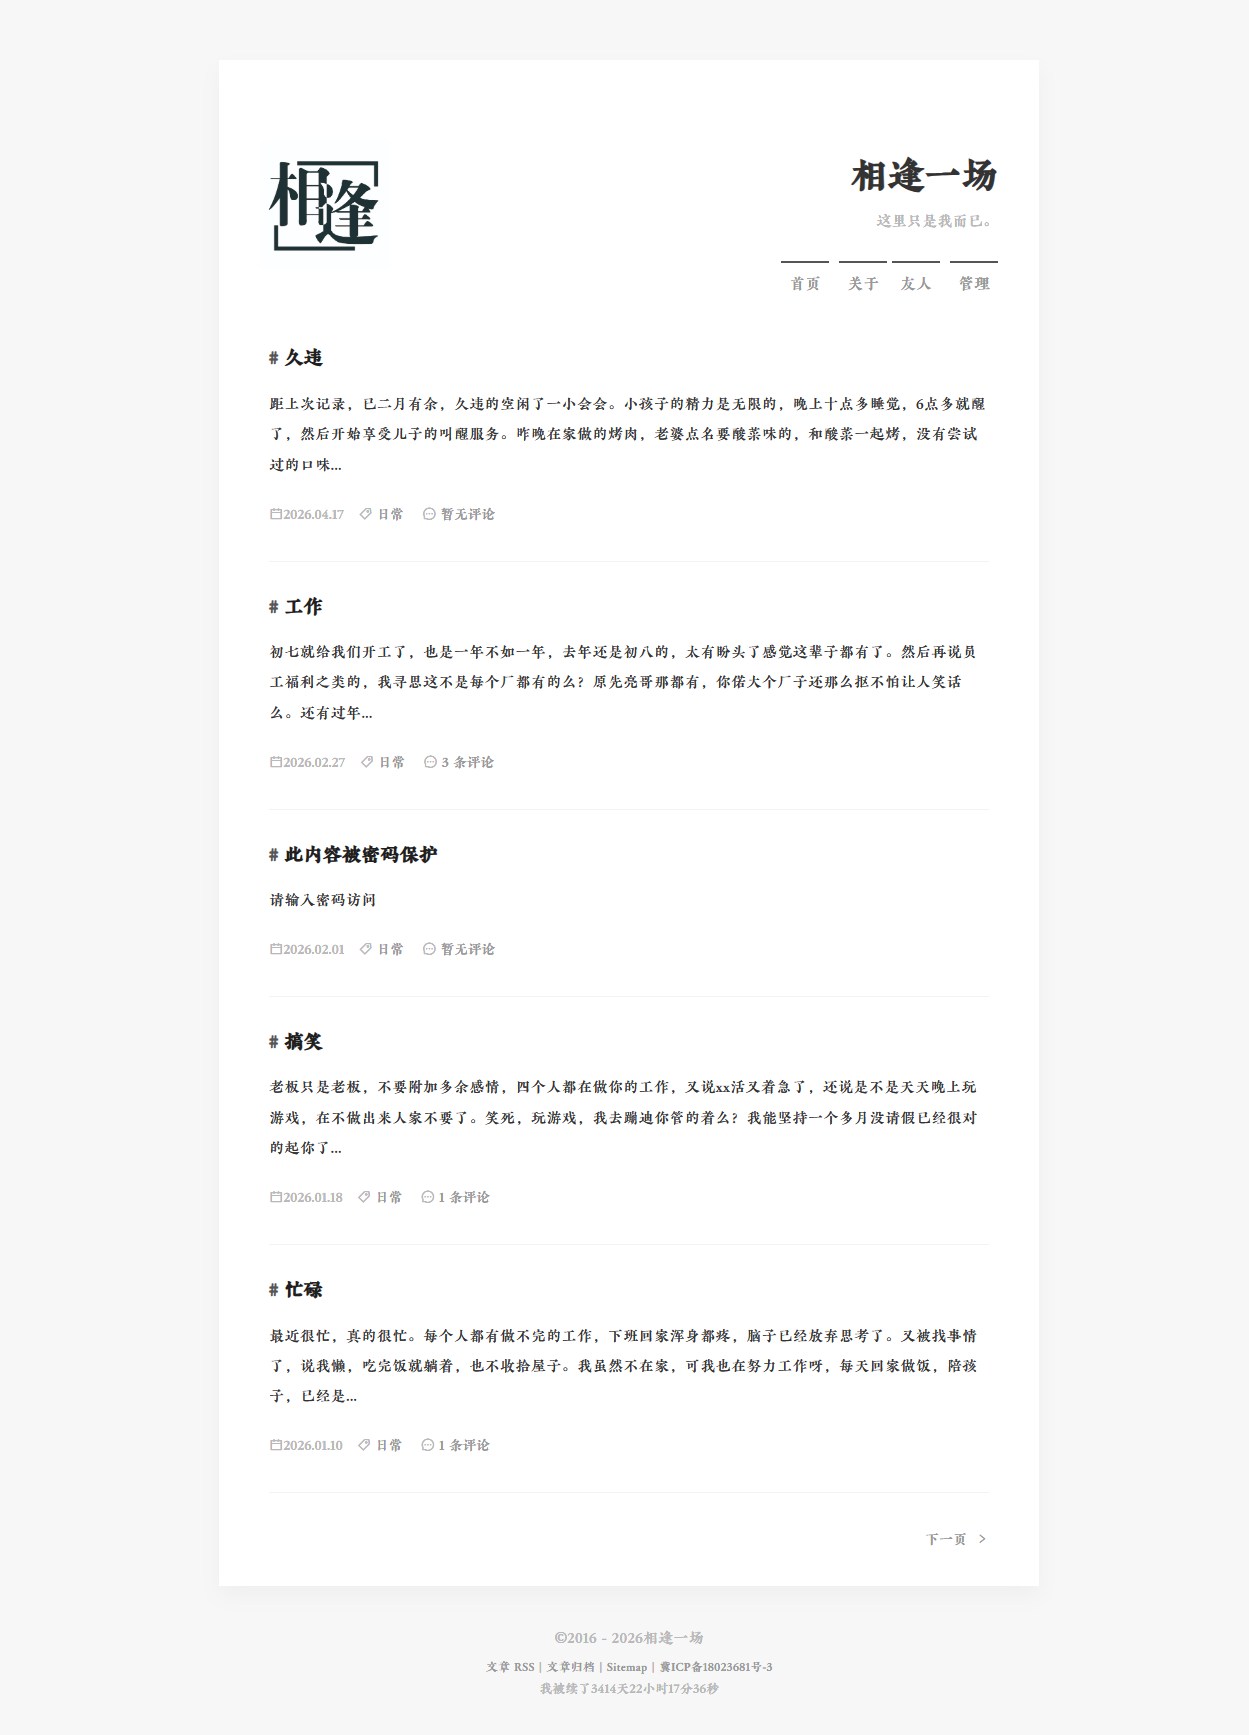 相逢
相逢一场
这里只是我而已。
首页 关于 友人 管理
# 久违
距上次记录，已二月有余，久违的空闲了一小会会。小孩子的精力是无限的，晚上十点多睡觉，6点多就醒
了，然后开始享受儿子的叫醒服务。昨晚在家做的烤肉，老婆点名要酸菜味的，和酸菜一起烤，没有尝试
过的口味...
2026.04.17 日常 暂无评论
# 工作
初七就给我们开工了，也是一年不如一年，去年还是初八的，太有盼头了感觉这辈子都有了。然后再说员
工福利之类的，我寻思这不是每个厂都有的么？原先亮哥那都有，你偌大个厂子还那么抠不怕让人笑话
么。还有过年...
2026.02.27 日常 3 条评论
# 此内容被密码保护
请输入密码访问
2026.02.01 日常 暂无评论
# 搞笑
老板只是老板，不要附加多余感情，四个人都在做你的工作，又说xx活又着急了，还说是不是天天晚上玩
游戏，在不做出来人家不要了。笑死，玩游戏，我去蹦迪你管的着么？我能坚持一个多月没请假已经很对
的起你了...
2026.01.18 日常 1 条评论
# 忙碌
最近很忙，真的很忙。每个人都有做不完的工作，下班回家浑身都疼，脑子已经放弃思考了。又被找事情
了，说我懒，吃完饭就躺着，也不收拾屋子。我虽然不在家，可我也在努力工作呀，每天回家做饭，陪孩
子，已经是...
2026.01.10 日常 1 条评论
下一页 >
©2016 - 2026相逢一场
文章 RSS | 文章归档 | Sitemap | 冀ICP备18023681号-3
我被续了3414天22小时17分36秒